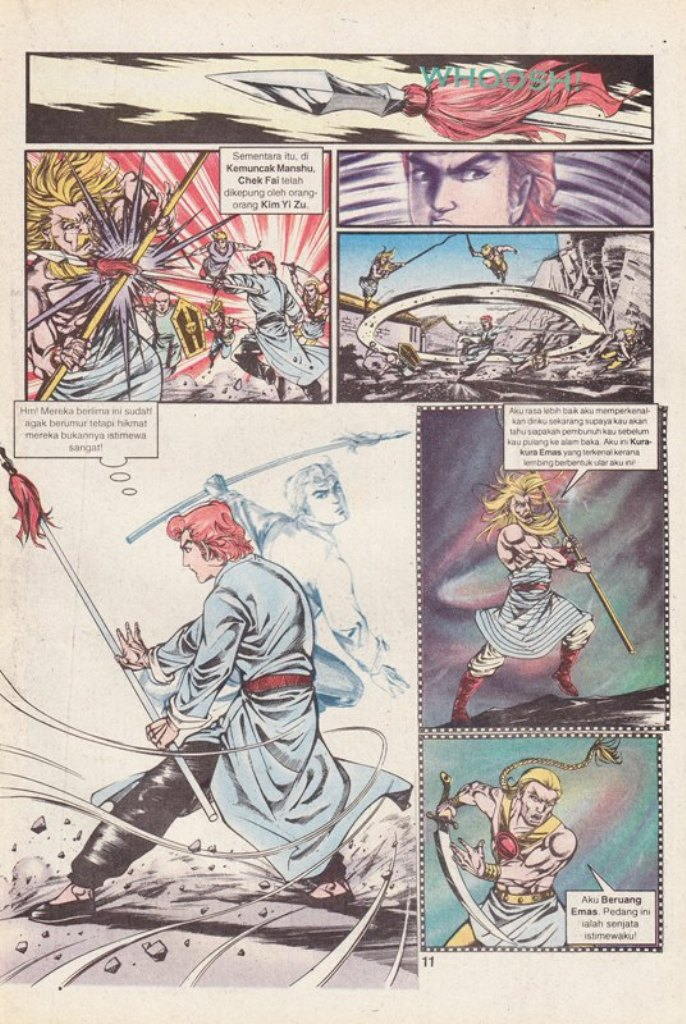 WHOOSH!
Sementara itu, di
Kemuncak Manshu,
Chek Fai telah
dikepung oleh orang-
orang Kim Yi Zu.
Hm! Mereka berlima ini sudah
agak berumur tetapi hikmat
mereka bukannya istimewa
sangat!
Aku rasa lebih baik aku memperkenal-
kan diriku sekarang supaya kau akan
tahu siapakah pembunuh kau sebelum
kau pulang ke alam baka. Aku ini Kura-
kura Emas yang terkenal kerana
lembing berbentuk ular aku ini!
Aku Beruang
Emas. Pedang ini
ialah senjata
istimewaku!
11